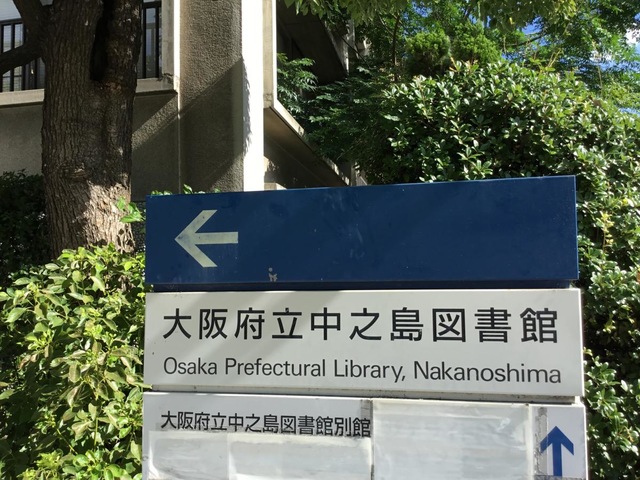 大阪府立中之島図書館
Osaka Prefectural Library, Nakanoshima
大阪府立中之島図書館別館